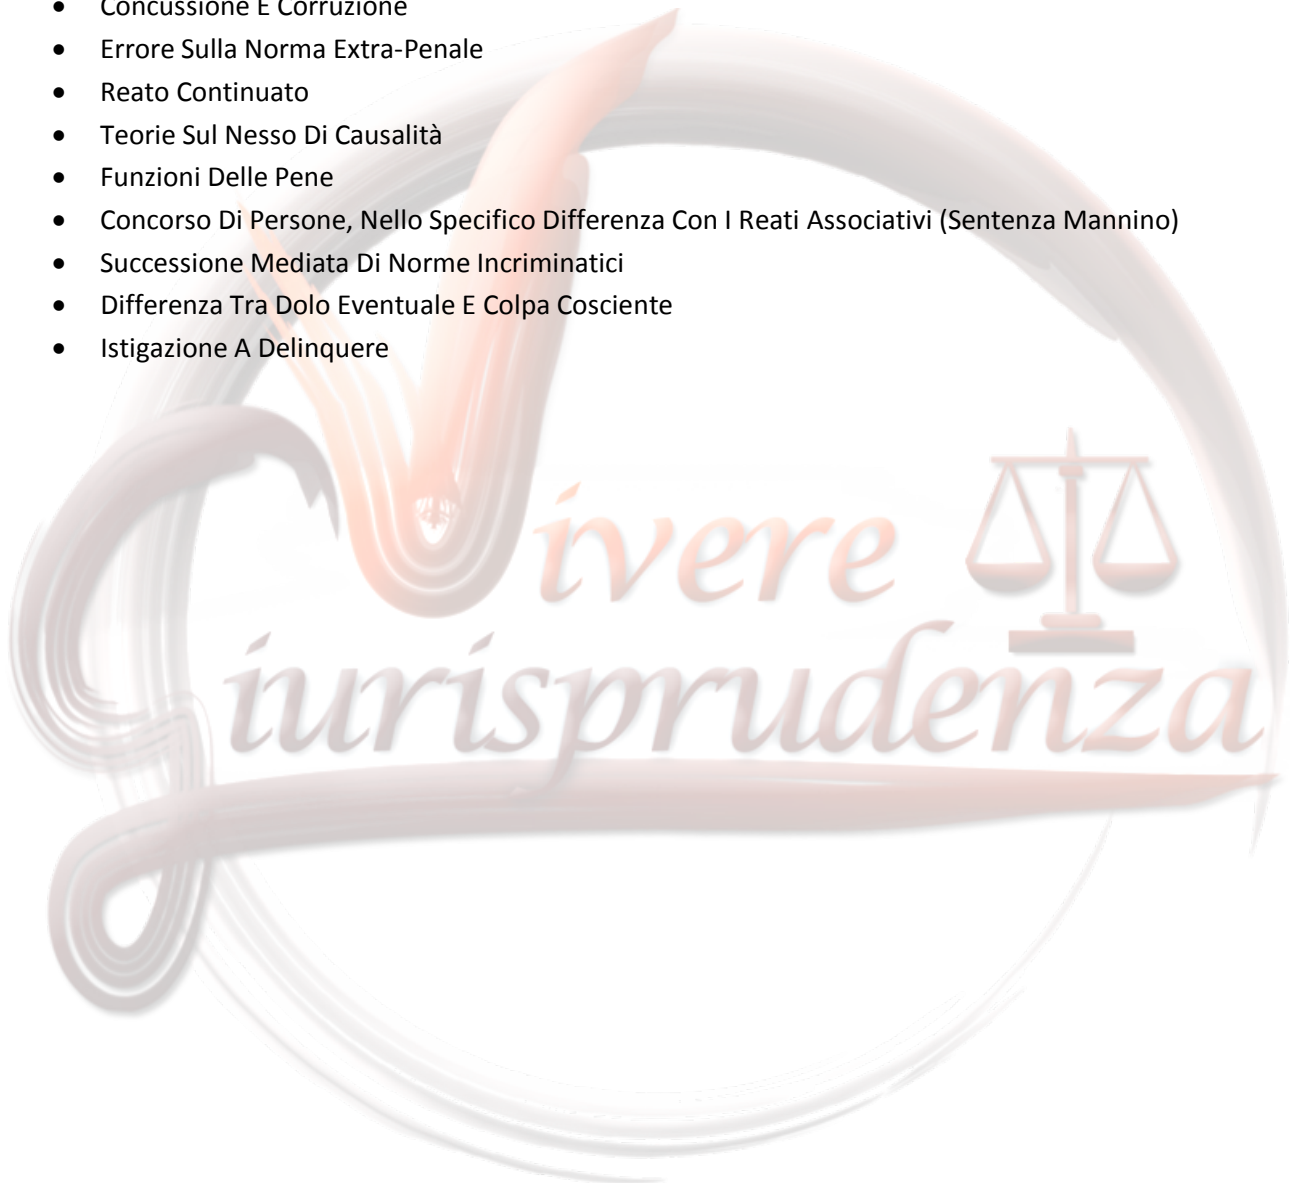 Concussione E Corruzione
• Errore Sulla Norma Extra-Penale
• Reato Continuato
• Teorie Sul Nesso Di Causalità
• Funzioni Delle Pene
• Concorso Di Persone, Nello Specifico Differenza Con I Reati Associativi (Sentenza Mannino)
• Successione Mediata Di Norme Incriminatici
• Differenza Tra Dolo Eventuale E Colpa Cosciente
• Istigazione A Delinquere
Vivere
Giurisprudenza